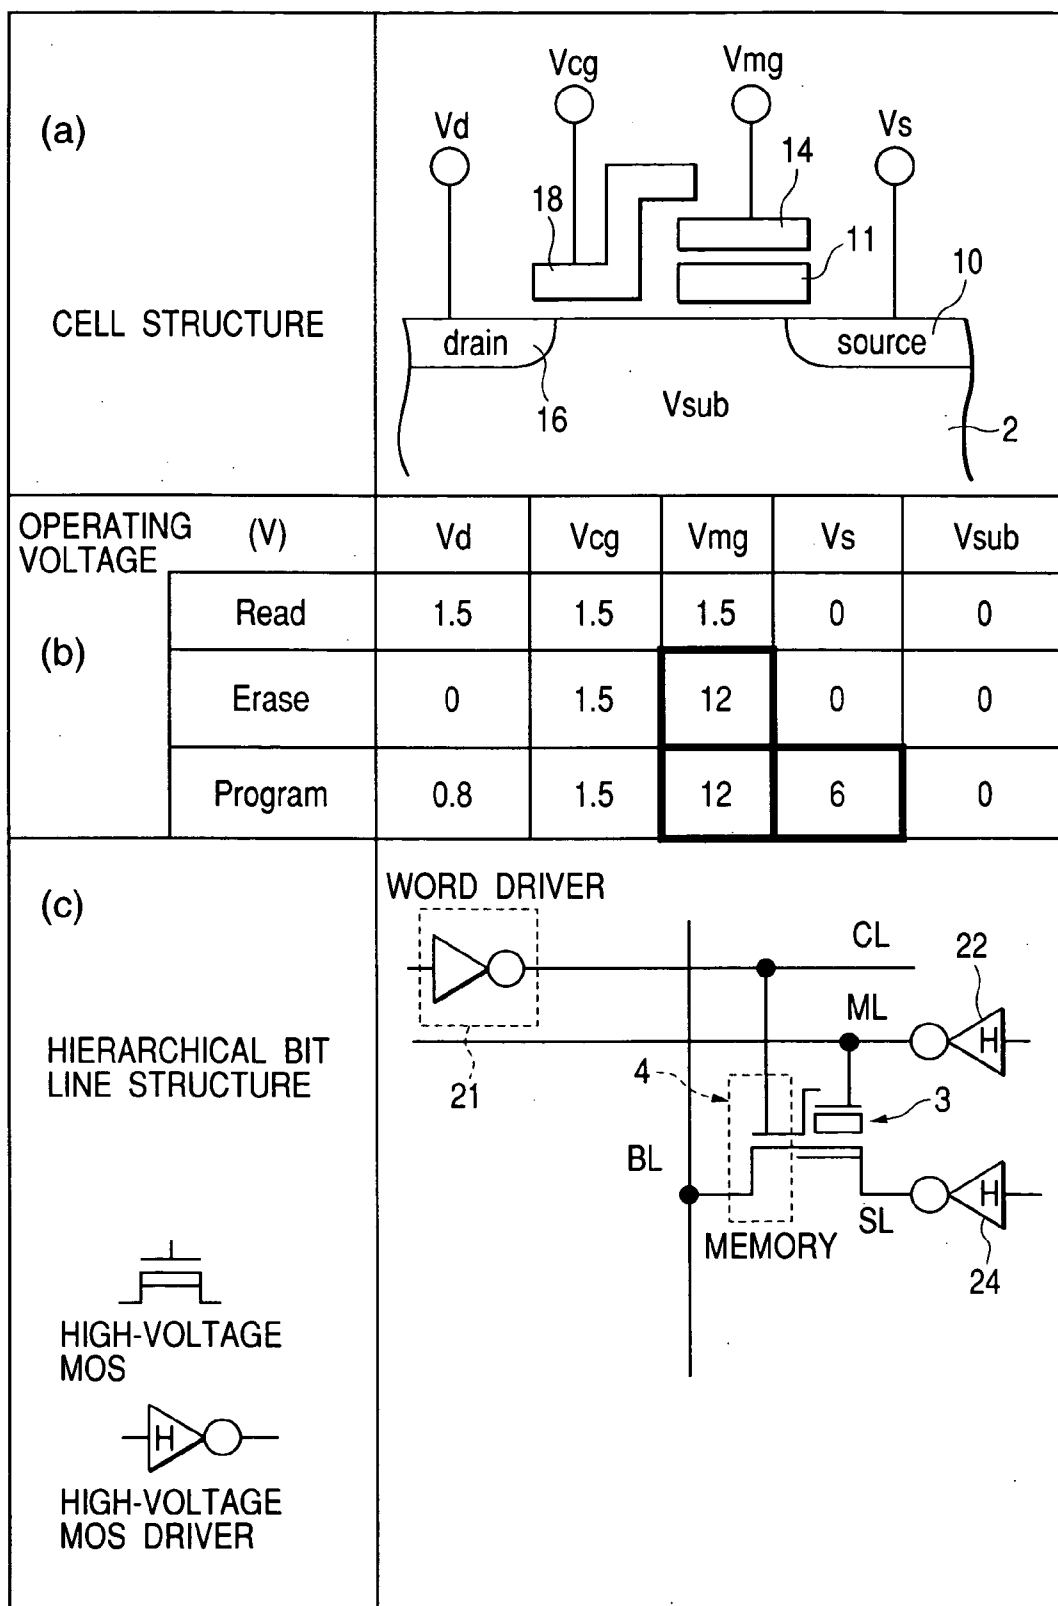 (a)
CELL STRUCTURE
Vd
Vcg
Vmg
Vs
18
14
11
10
drain
source
16
Vsub
2
OPERATING VOLTAGE (V) Vd Vcg Vmg Vs Vsub
(b)
Read 1.5 1.5 1.5 0 0
Erase 0 1.5 12 0 0
Program 0.8 1.5 12 6 0
(c)
HIERARCHICAL BIT
LINE STRUCTURE
HIGH-VOLTAGE
MOS
H
HIGH-VOLTAGE
MOS DRIVER
WORD DRIVER
21
CL
22
ML
H
4
3
BL
SL
H
MEMORY
24